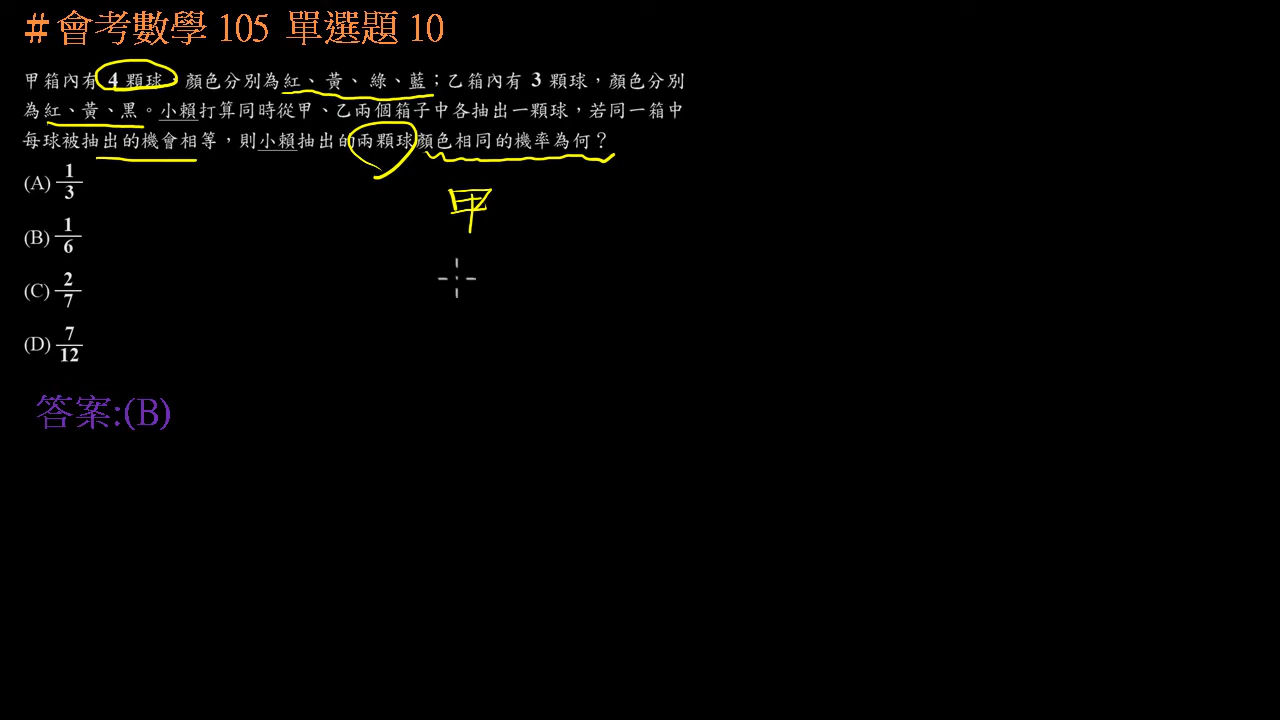 #會考數學 105 單選題 10
甲箱內有 4 顆球，顏色分別為紅、黃、綠、藍；乙箱內有 3 顆球，顏色分別
為紅、黃、黑。小賴打算同時從甲、乙兩個箱子中各抽出一顆球，若同一箱中
每球被抽出的機會相等，則小賴抽出的兩顆球顏色相同的機率為何？
甲
(A) 1/3
(B) 1/6
(C) 2/7
(D) 7/12
答案:(B)